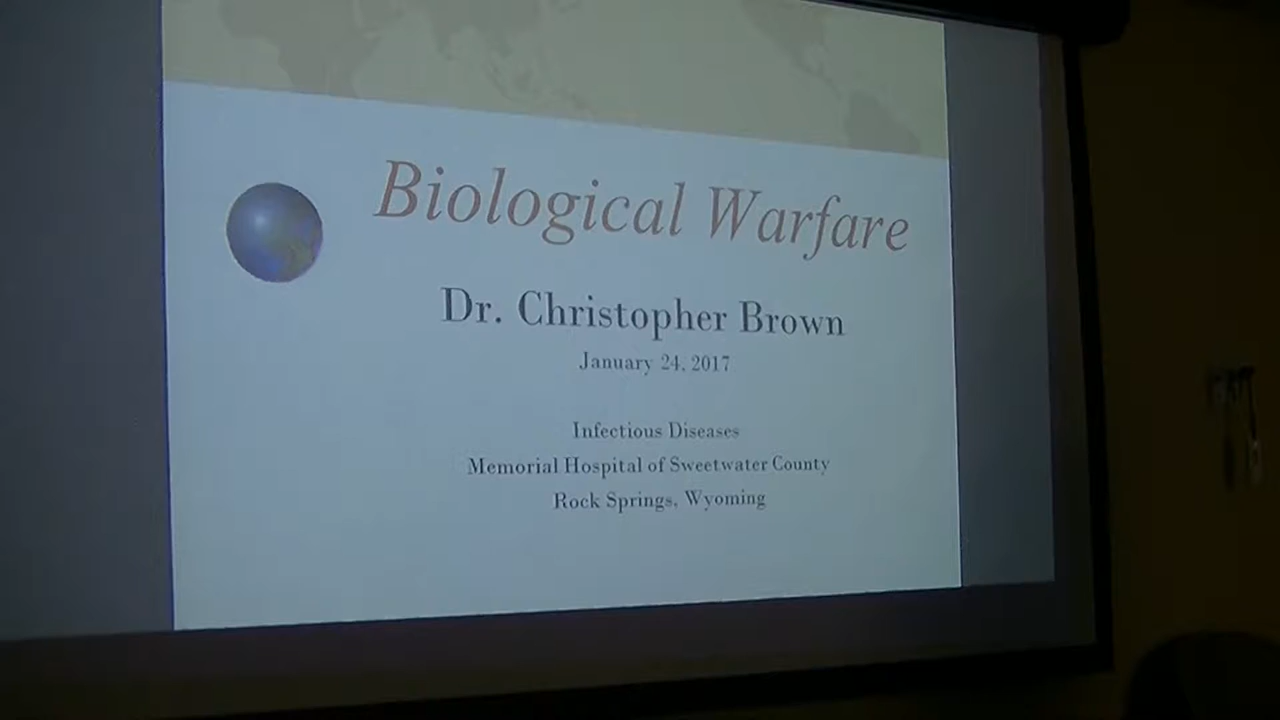 Biological Warfare
Dr. Christopher Brown
January 24, 2017
Infectious Diseases
Memorial Hospital of Sweetwater County
Rock Springs, Wyoming